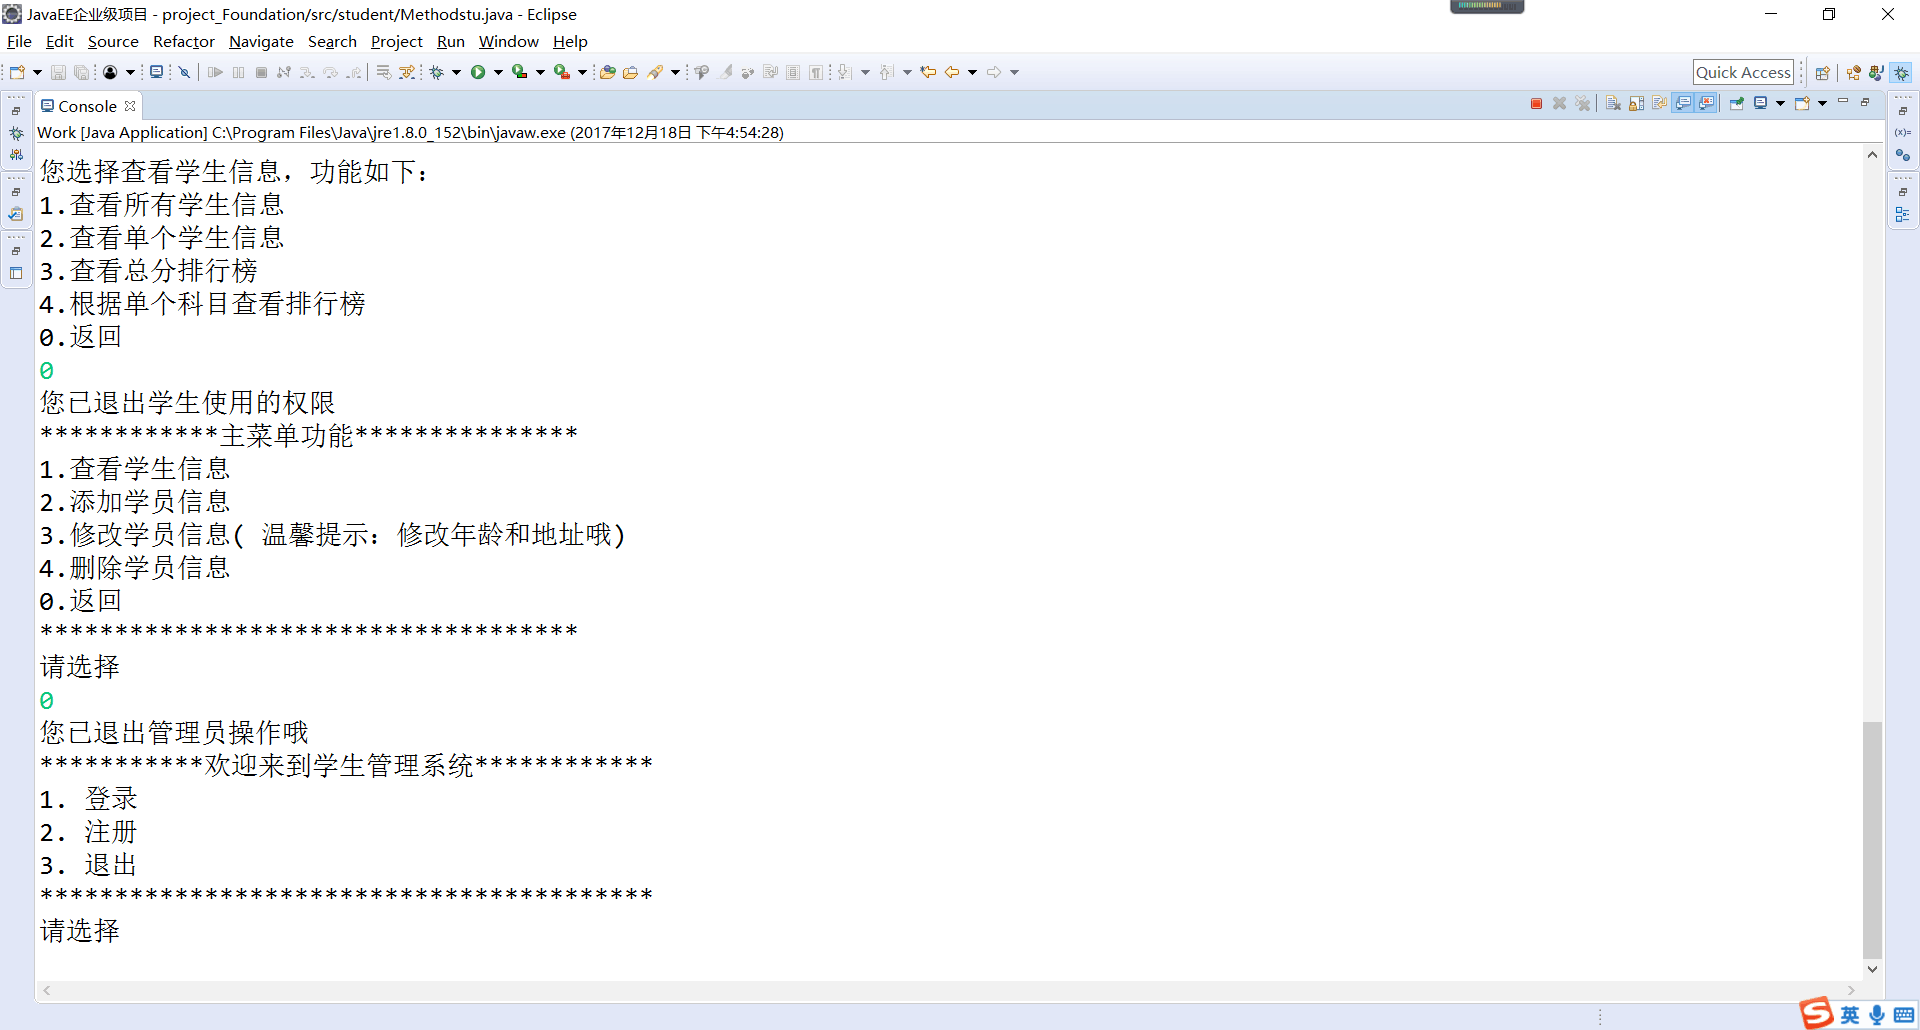 JavaEE企业级项目 - project_Foundation/src/student/Methodstu.java - Eclipse
File Edit Source Refactor Navigate Search Project Run Window Help
Quick Access
Console
Work [Java Application] C:\Program Files\Java\jre1.8.0_152\bin\javaw.exe (2017年12月18日 下午4:54:28)
您选择查看学生信息，功能如下：
1.查看所有学生信息
2.查看单个学生信息
3.查看总分排行榜
4.根据单个科目查看排行榜
0.返回
0
您已退出学生使用的权限
************主菜单功能***************
1.查看学生信息
2.添加学员信息
3.修改学员信息( 温馨提示：修改年龄和地址哦)
4.删除学员信息
0.返回
************************************
请选择
0
您已退出管理员操作哦
***********欢迎来到学生管理系统************
1. 登录
2. 注册
3. 退出
*****************************************
请选择
英